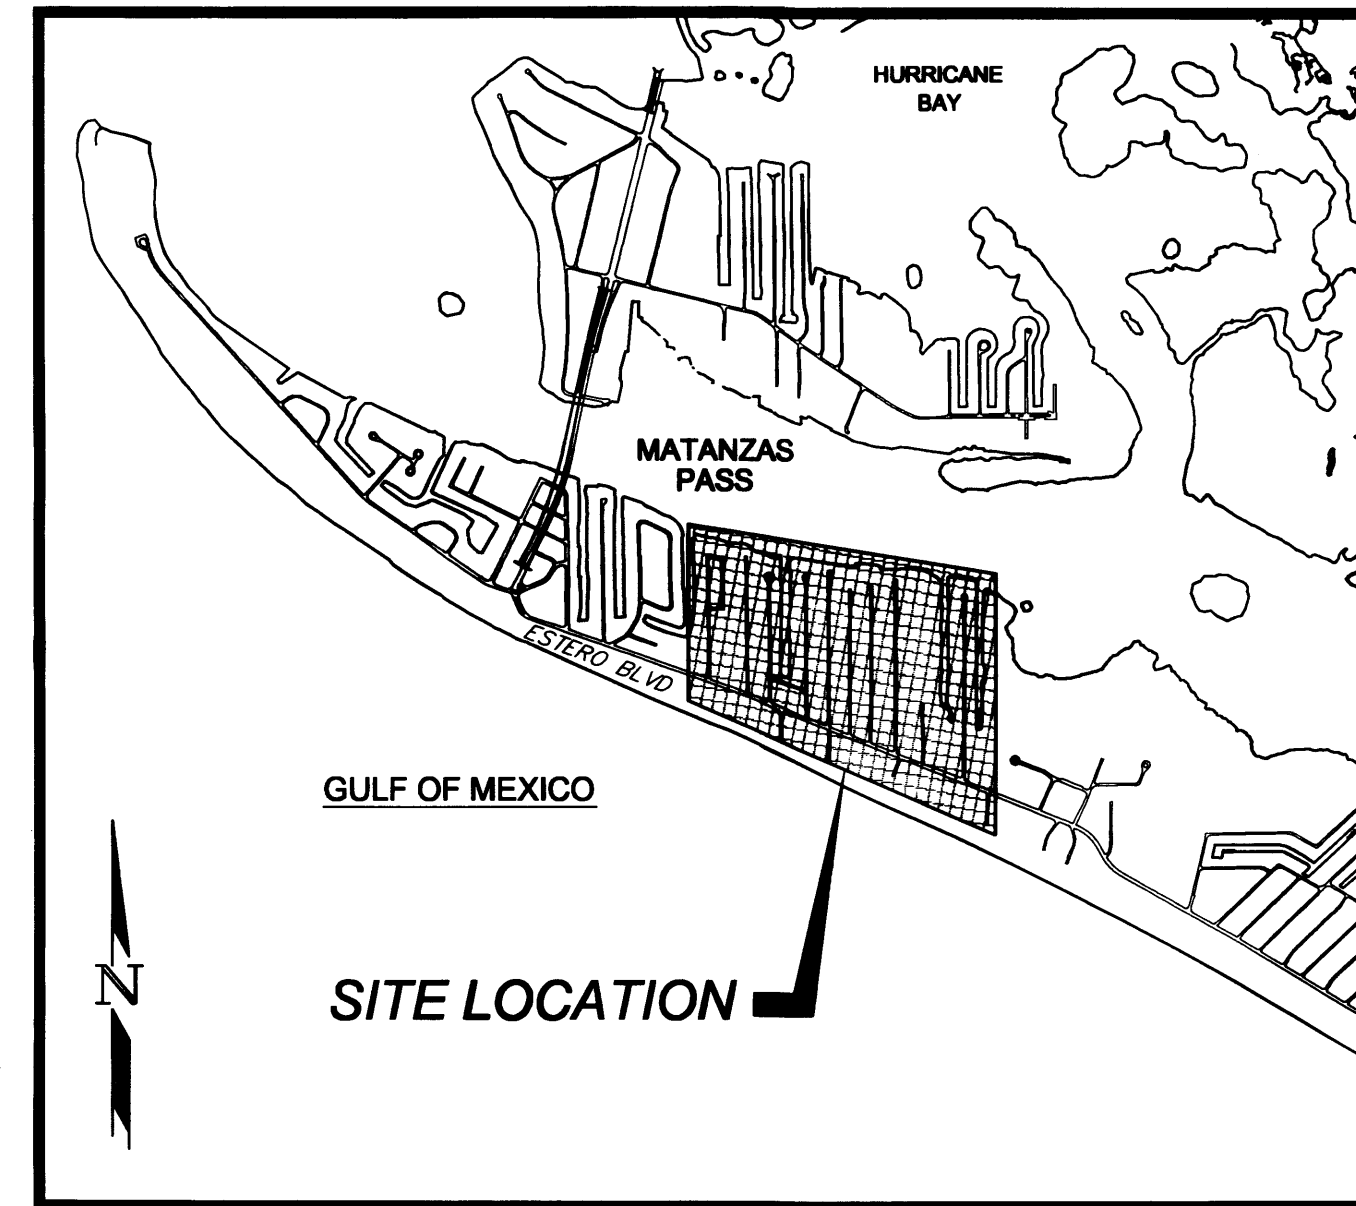 HURRICANE
BAY
MATANZAS
PASS
ESTERO BLVD
GULF OF MEXICO
SITE LOCATION
N